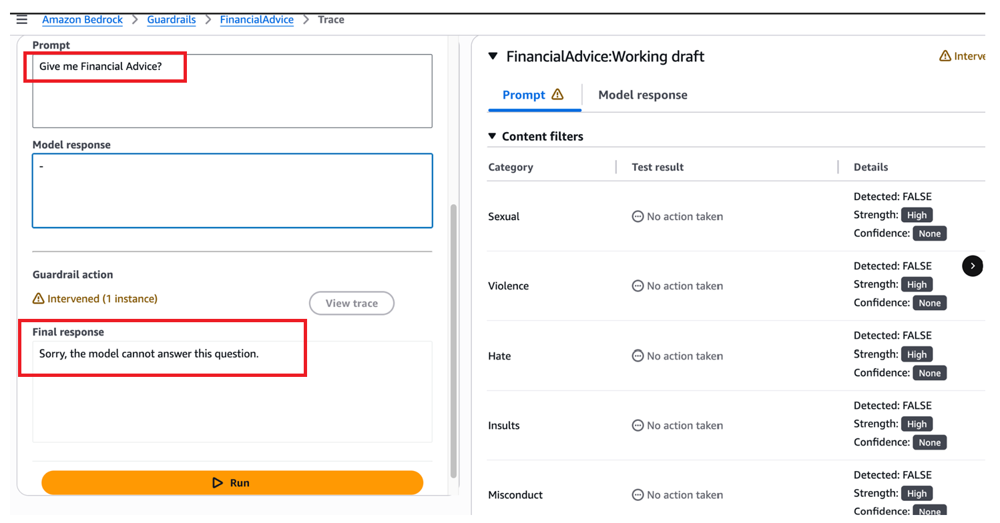 Amazon Bedrock > Guardrails > FinancialAdvice > Trace
Prompt
Give me Financial Advice?
Model response
-
Guardrail action
Intervened (1 instance)
View trace
Final response
Sorry, the model cannot answer this question.
Run
FinancialAdvice:Working draft
Interve
Prompt
Model response
Content filters
Category
Test result
Details
Sexual
No action taken
Detected: FALSE
Strength: High
Confidence: None
Violence
No action taken
Detected: FALSE
Strength: High
Confidence: None
Hate
No action taken
Detected: FALSE
Strength: High
Confidence: None
Insults
No action taken
Detected: FALSE
Strength: High
Confidence: None
Misconduct
No action taken
Detected: FALSE
Strength: High
Confidence: None